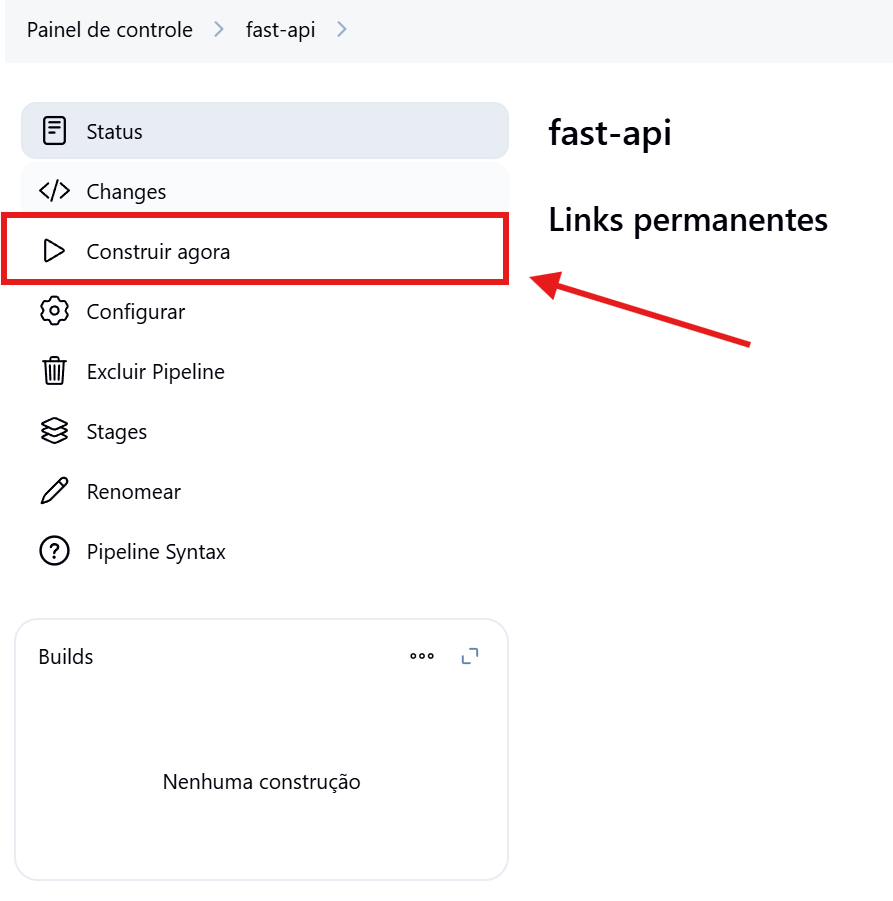 Painel de controle > fast-api >
Status
Changes
Construir agora
Configurar
Excluir Pipeline
Stages
Renomear
Pipeline Syntax
Builds
Nenhuma construção
fast-api
Links permanentes